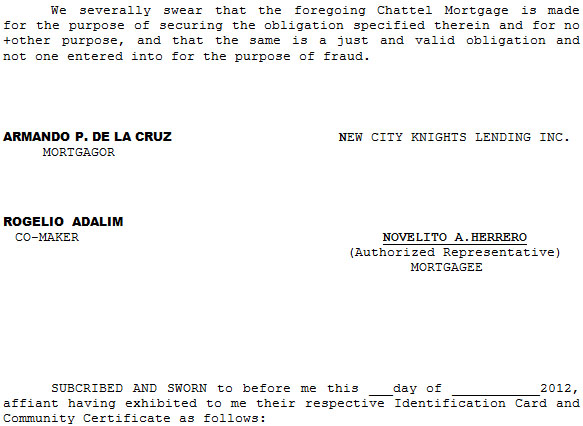 We severally swear that the foregoing Chattel Mortgage is made
for the purpose of securing the obligation specified therein and for no
+other purpose, and that the same is a just and valid obligation and
not one entered into for the purpose of fraud.
ARMANDO P. DE LA CRUZ NEW CITY KNIGHTS LENDING INC.
MORTGAGOR
ROGELIO ADALIM
CO-MAKER NOVELITO A.HERRERO
(Authorized Representative)
MORTGAGEE
SUBCRIBED AND SWORN to before me this ___day of ___________2012,
affiant having exhibited to me their respective Identification Card and
Community Certificate as follows: